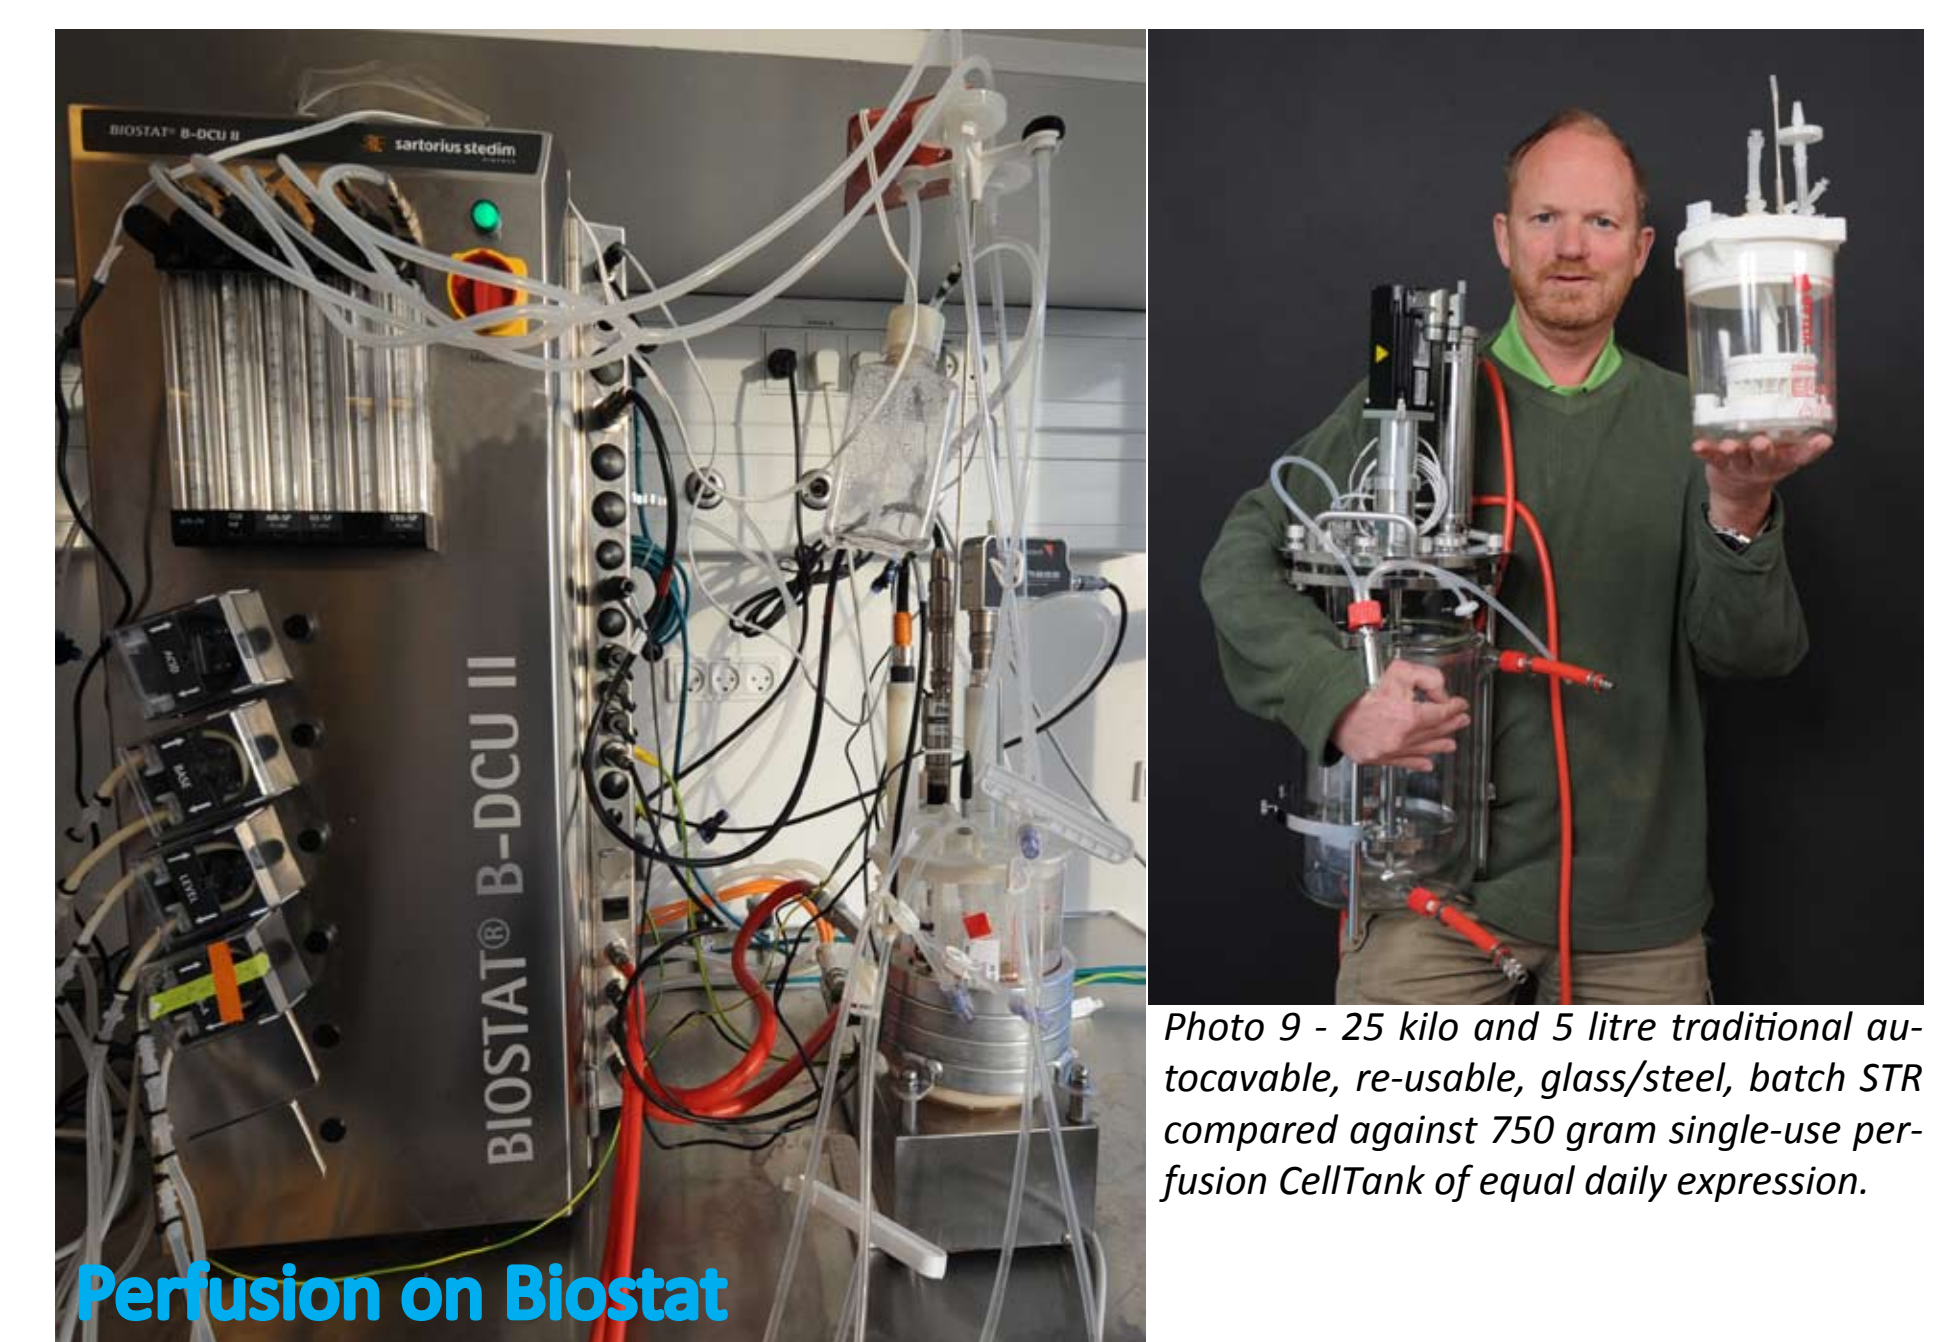 BIOSTAT® B-DCU II
sartorius stedim
ACID
BASE
LEVEL
BIOSTAT® B-DCU II
Perfusion on Biostat
Photo 9 - 25 kilo and 5 litre traditional au-
tocavable, re-usable, glass/steel, batch STR
compared against 750 gram single-use per-
fusion CellTank of equal daily expression.